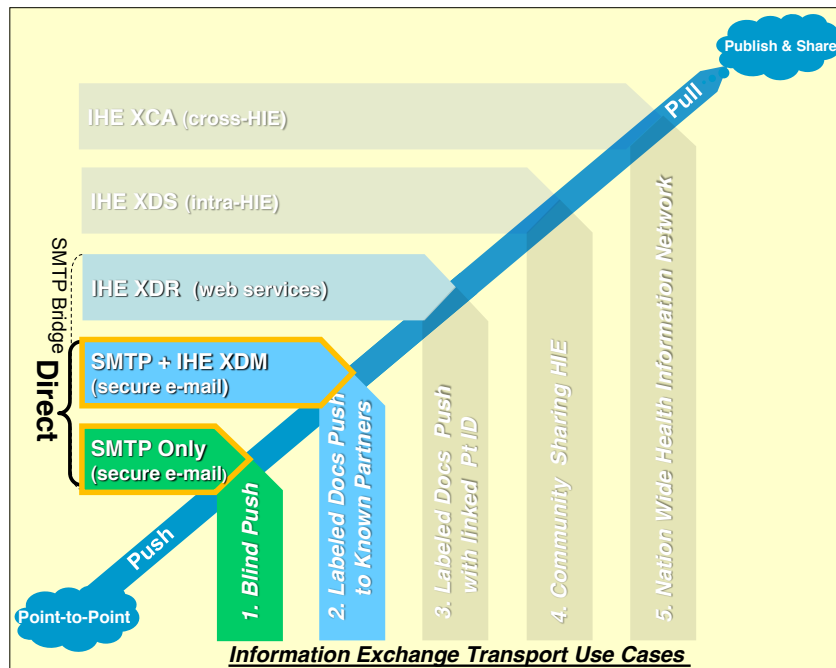 Publish & Share
Pull
IHE XCA (cross-HIE)
IHE XDS (intra-HIE)
IHE XDR (web services)
SMTP Bridge
Direct
SMTP + IHE XDM
(secure e-mail)
SMTP Only
(secure e-mail)
Push
Point-to-Point
1. Blind Push
2. Labeled Docs Push
to Known Partners
3. Labeled Docs Push
with linked Pt ID
4. Community Sharing HIE
5. Nation Wide Health Information Network
Information Exchange Transport Use Cases